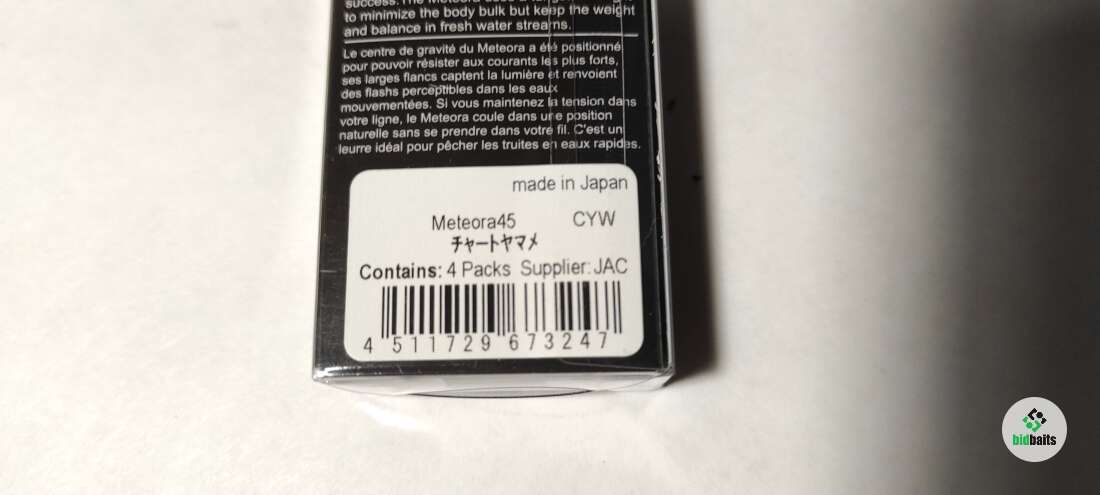 to minimize the body bulk but keep the weight
and balance in fresh water streams.
Le centre de gravité du Meteora a été positionné
pour pouvoir résister aux courants les plus forts,
ses larges flancs captent la lumière et renvoient
des flashs perceptibles dans les eaux
mouvementées. Si vous maintenez la tension dans
votre ligne, le Meteora coule dans une position
naturelle sans se prendre dans votre fil. C'est un
leurre idéal pour pêcher les truites en eaux rapides.
made in Japan
Meteora45 CYW
チャートヤマメ
Contains: 4 Packs Supplier: JAC
4 511729 673247
bidbaits